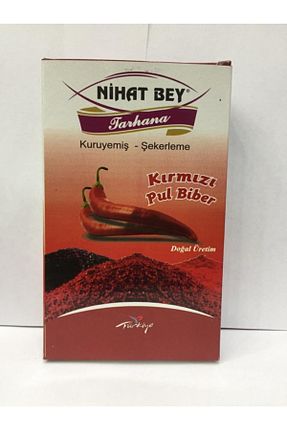 NİHAT BEY®
Tarhana
Kuruyemiş - Şekerleme
Kırmızı
Pul Biber
Doğal Üretim
Türkiye